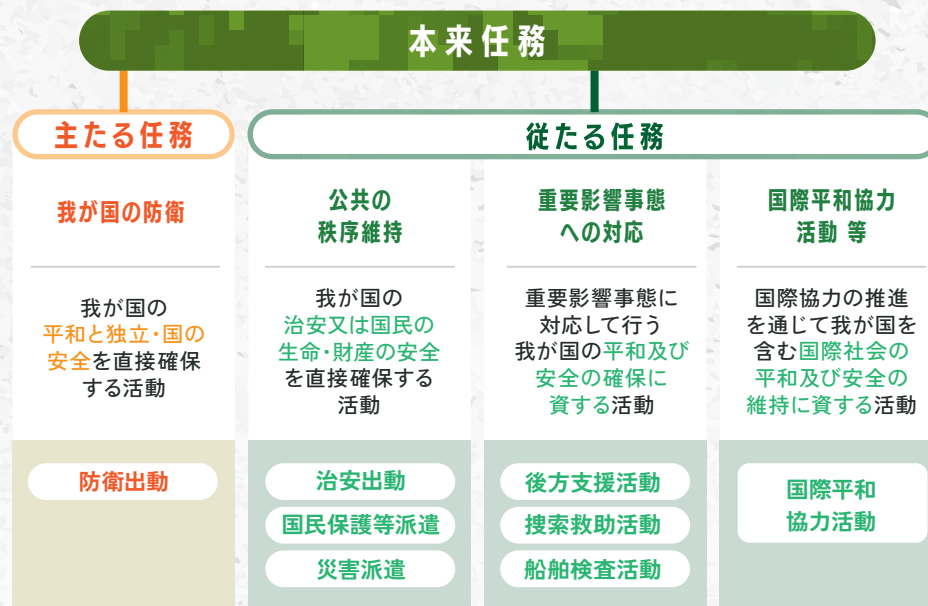 本来任務
主たる任務
従たる任務
我が国の防衛
我が国の
平和と独立・国の
安全を直接確保
する活動
防衛出動
公共の
秩序維持
我が国の
治安又は国民の
生命・財産の安全
を直接確保する
活動
治安出動
国民保護等派遣
災害派遣
重要影響事態
への対応
重要影響事態に
対応して行う
我が国の平和及び
安全の確保に
資する活動
後方支援活動
捜索救助活動
船舶検査活動
国際平和協力
活動 等
国際協力の推進
を通じて我が国を
含む国際社会の
平和及び安全の
維持に資する活動
国際平和
協力活動